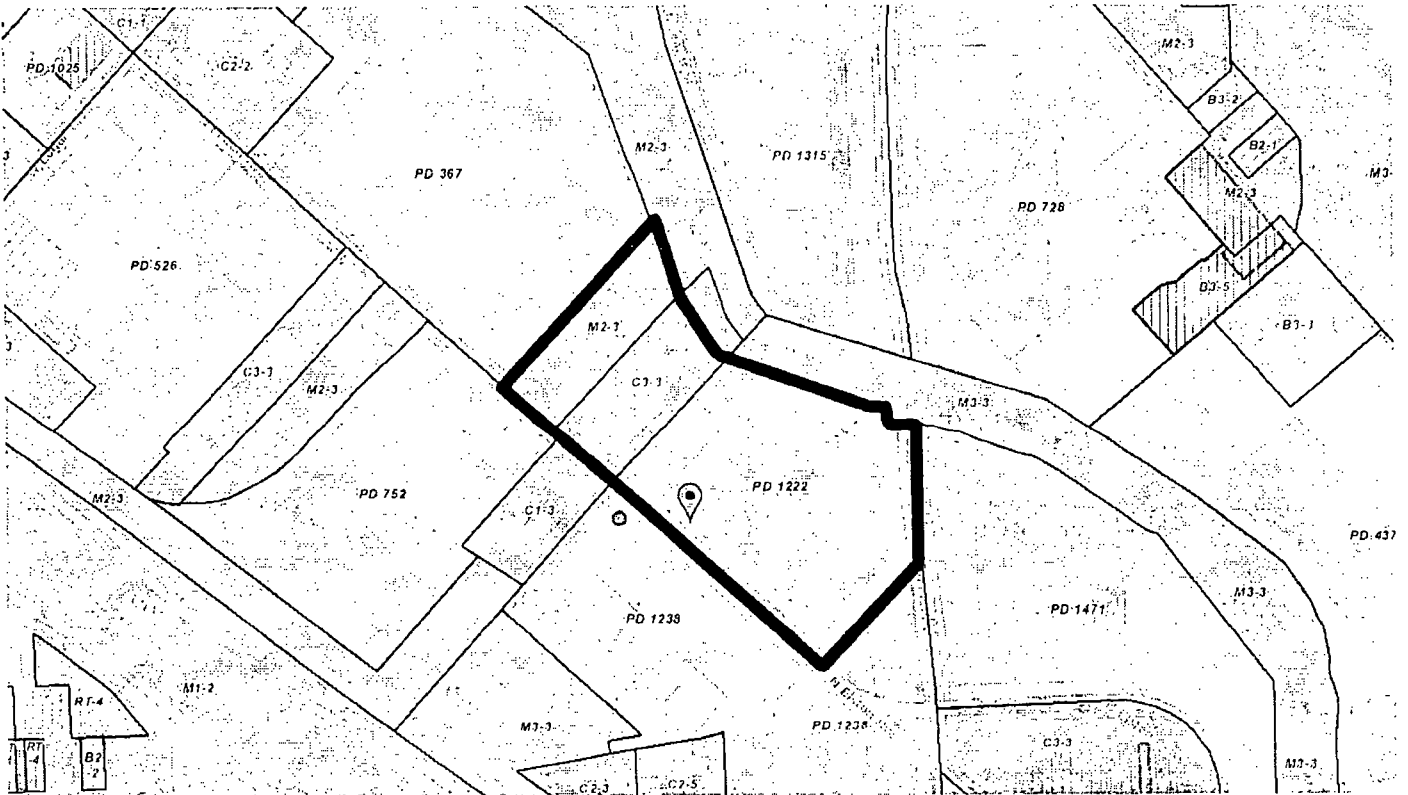 C1-1
M2-3
PD 1025
C2-2
B3-2
B2-1
M2-3
PD 1315
PD 367
M3-
M2-3
PD 728
PD 526
B3-5
M2-3
B3-1
C3-3
M2-3
C3-3
M3-3
PD 1222
PD 752
M2-3
C1-3
PD 437
M3-3
PD 1471
PD 1238
M1-2
RT-4
PD 1238
M3-3
C3-3
RT
-4
B2
-2
M3-3
C2-3
C2-5